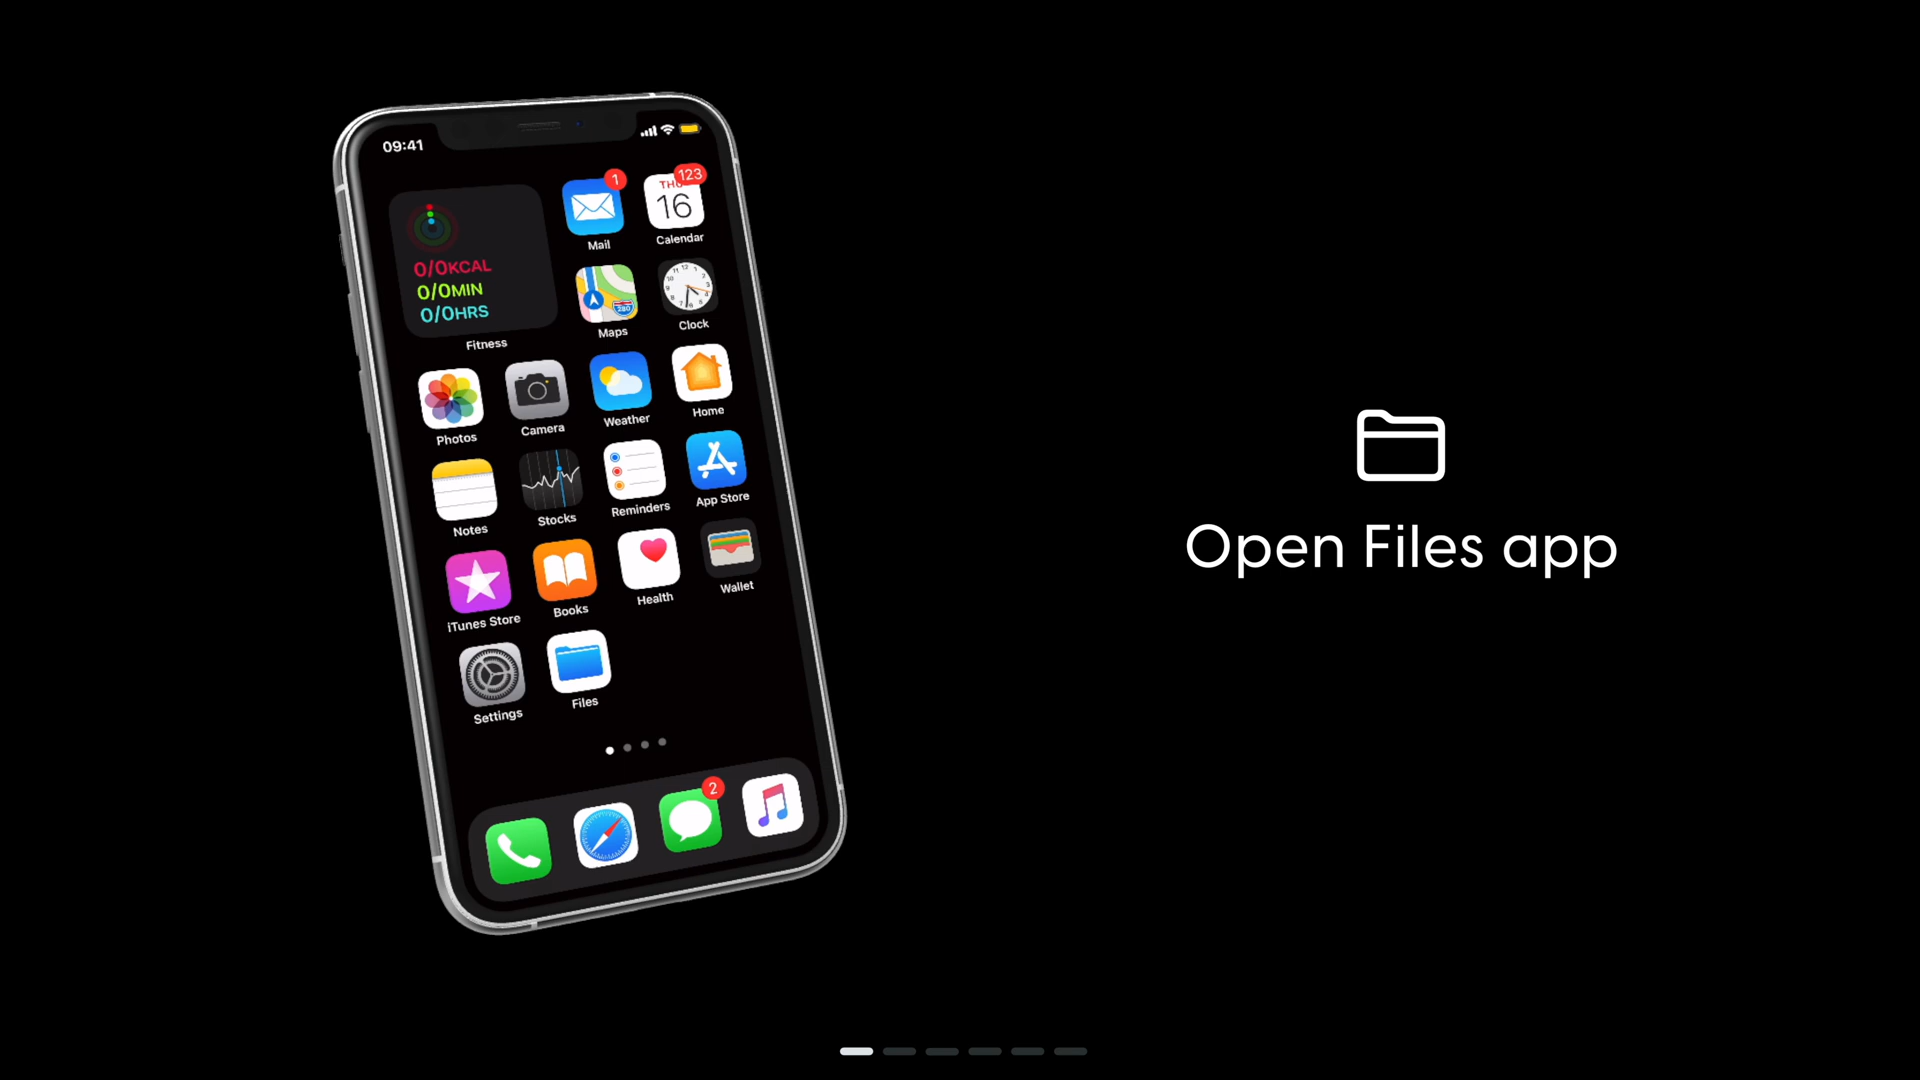 09:41
1
123
THU
16
Mail
Calendar
0/0KCAL
0/0MIN
0/0HRS
Fitness
280
Maps
Clock
Photos
Camera
Weather
Home
Notes
Stocks
Reminders
App Store
iTunes Store
Books
Health
Wallet
Settings
Files
2
Open Files app